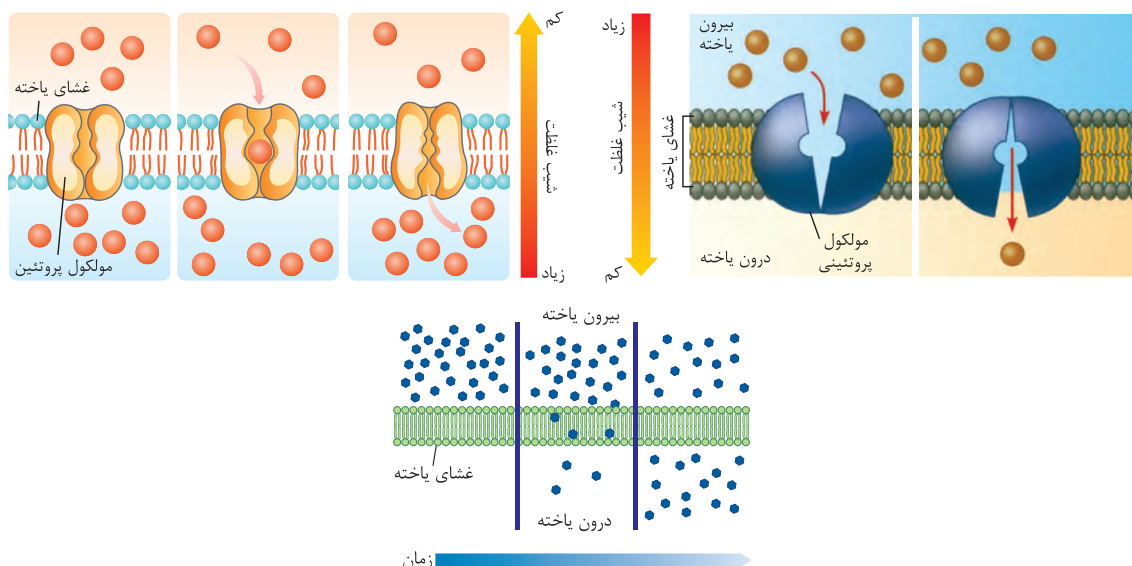 غشای یاخته
مولکول پروتئین
کم
شیب غلظت
زیاد
زیاد
شیب غلظت
کم
بیرون
یاخته
غشای یاخته
مولکول
پروتئینی
درون یاخته
بیرون یاخته
غشای یاخته
درون یاخته
زمان